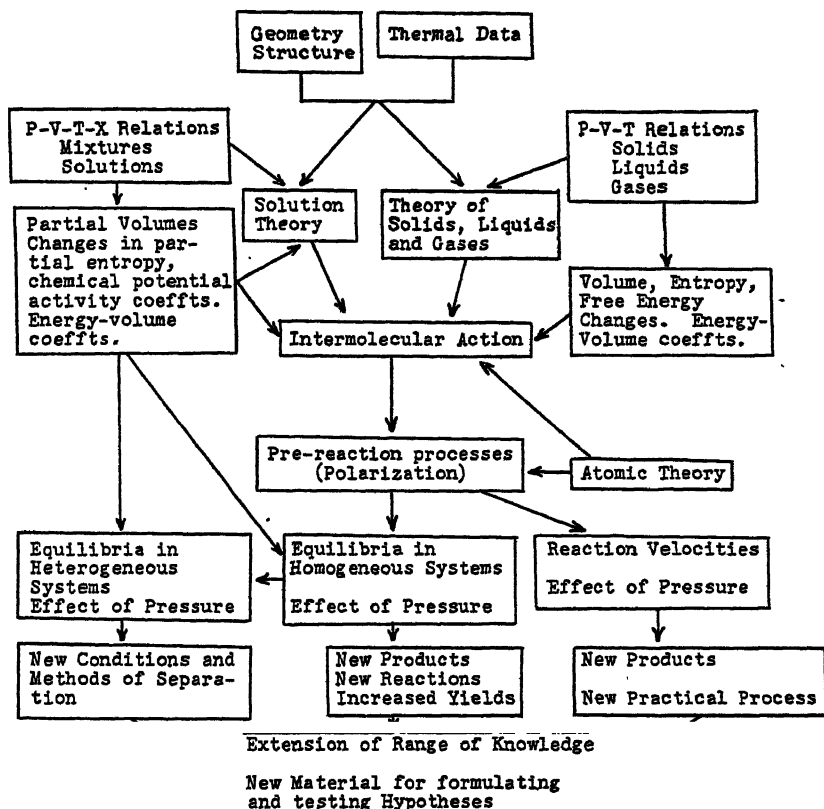 Geometry
Structure
Thermal Data
P-V-T-X Relations
Mixtures
Solutions
P-V-T Relations
Solids
Liquids
Gases
Solution
Theory
Theory of
Solids, Liquids
and Gases
Partial Volumes
Changes in par-
tial entropy,
chemical potential
activity coeffts.
Energy-volume
coeffts.
Volume, Entropy,
Free Energy
Changes. Energy-
Volume coeffts.
Intermolecular Action
Pre-reaction processes
(Polarization)
Atomic Theory
Equilibria in
Heterogeneous
Systems
Effect of Pressure
Equilibria in
Homogeneous Systems
Effect of Pressure
Reaction Velocities
Effect of Pressure
New Conditions and
Methods of Separa-
tion
New Products
New Reactions
Increased Yields
New Products
New Practical Process
Extension of Range of Knowledge
New Material for formulating
and testing Hypotheses